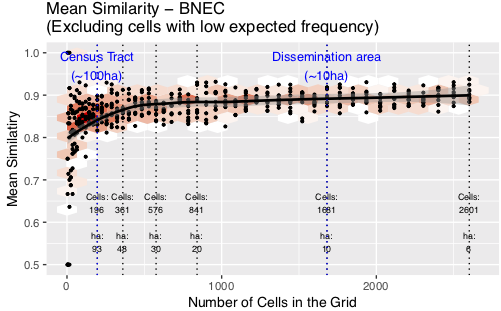 Mean Similarity − BNEC
(Excluding cells with low expected frequency)
Mean Similatiry
1.0
0.9
0.8
0.7
0.6
0.5
Census Tract
(~100ha)
Dissemination area
(~10ha)
Cells: Cells: Cells: Cells: Cells: Cells:
196 361 576 841 1681 2601
ha: ha: ha: ha: ha: ha:
93 48 30 20 10 6
0 1000 2000
Number of Cells in the Grid